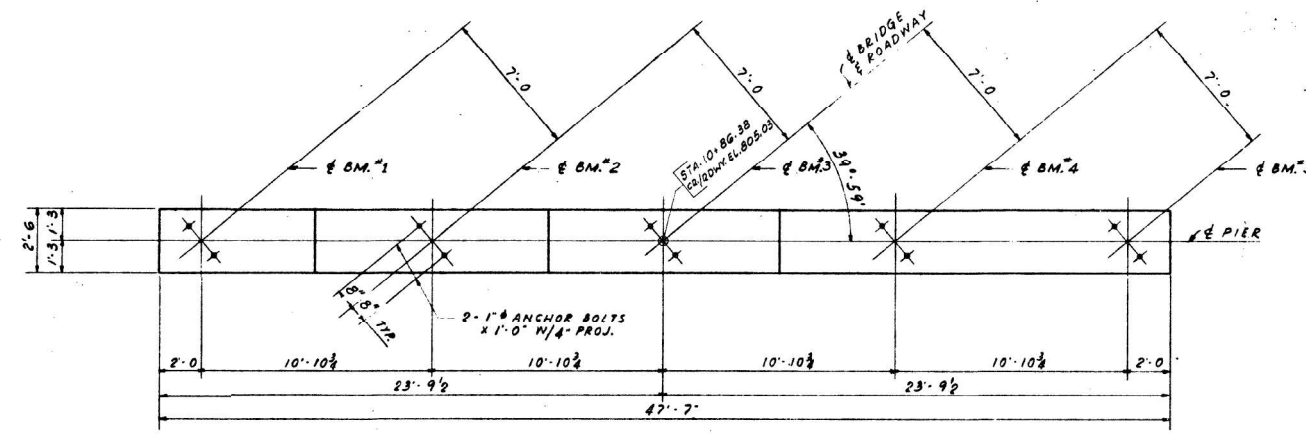 7'-0
7'-0
7'-0
7'-0
℄ BRIDGE
℄ ROADWAY
STA. 10+86.38
CR./RDWY. EL. 805.03
39°-59'
℄ BM. #1
℄ BM. #2
℄ BM. #3
℄ BM. #4
℄ BM.
2'-6
1'-3
1'-3
℄ PIER
8"
8"
TYP.
2-1"ϕ ANCHOR BOLTS
x 1'-0" W/4" PROJ.
2'-0
10'-10¾
10'-10¾
10'-10¾
10'-10¾
2'-0
23'-9½
23'-9½
47'-7"